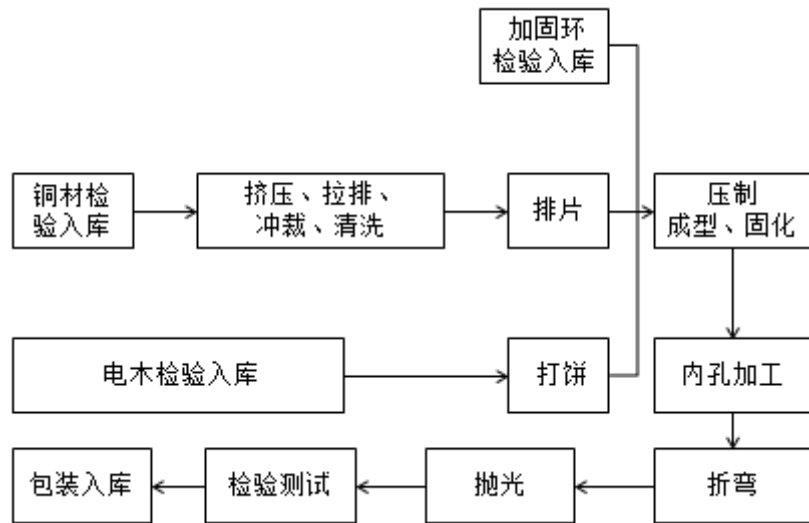 加固环
检验入库
铜材检
验入库
挤压、拉排、
冲裁、清洗
排片
压制
成型、固化
电木检验入库
打饼
内孔加工
包装入库
检验测试
抛光
折弯